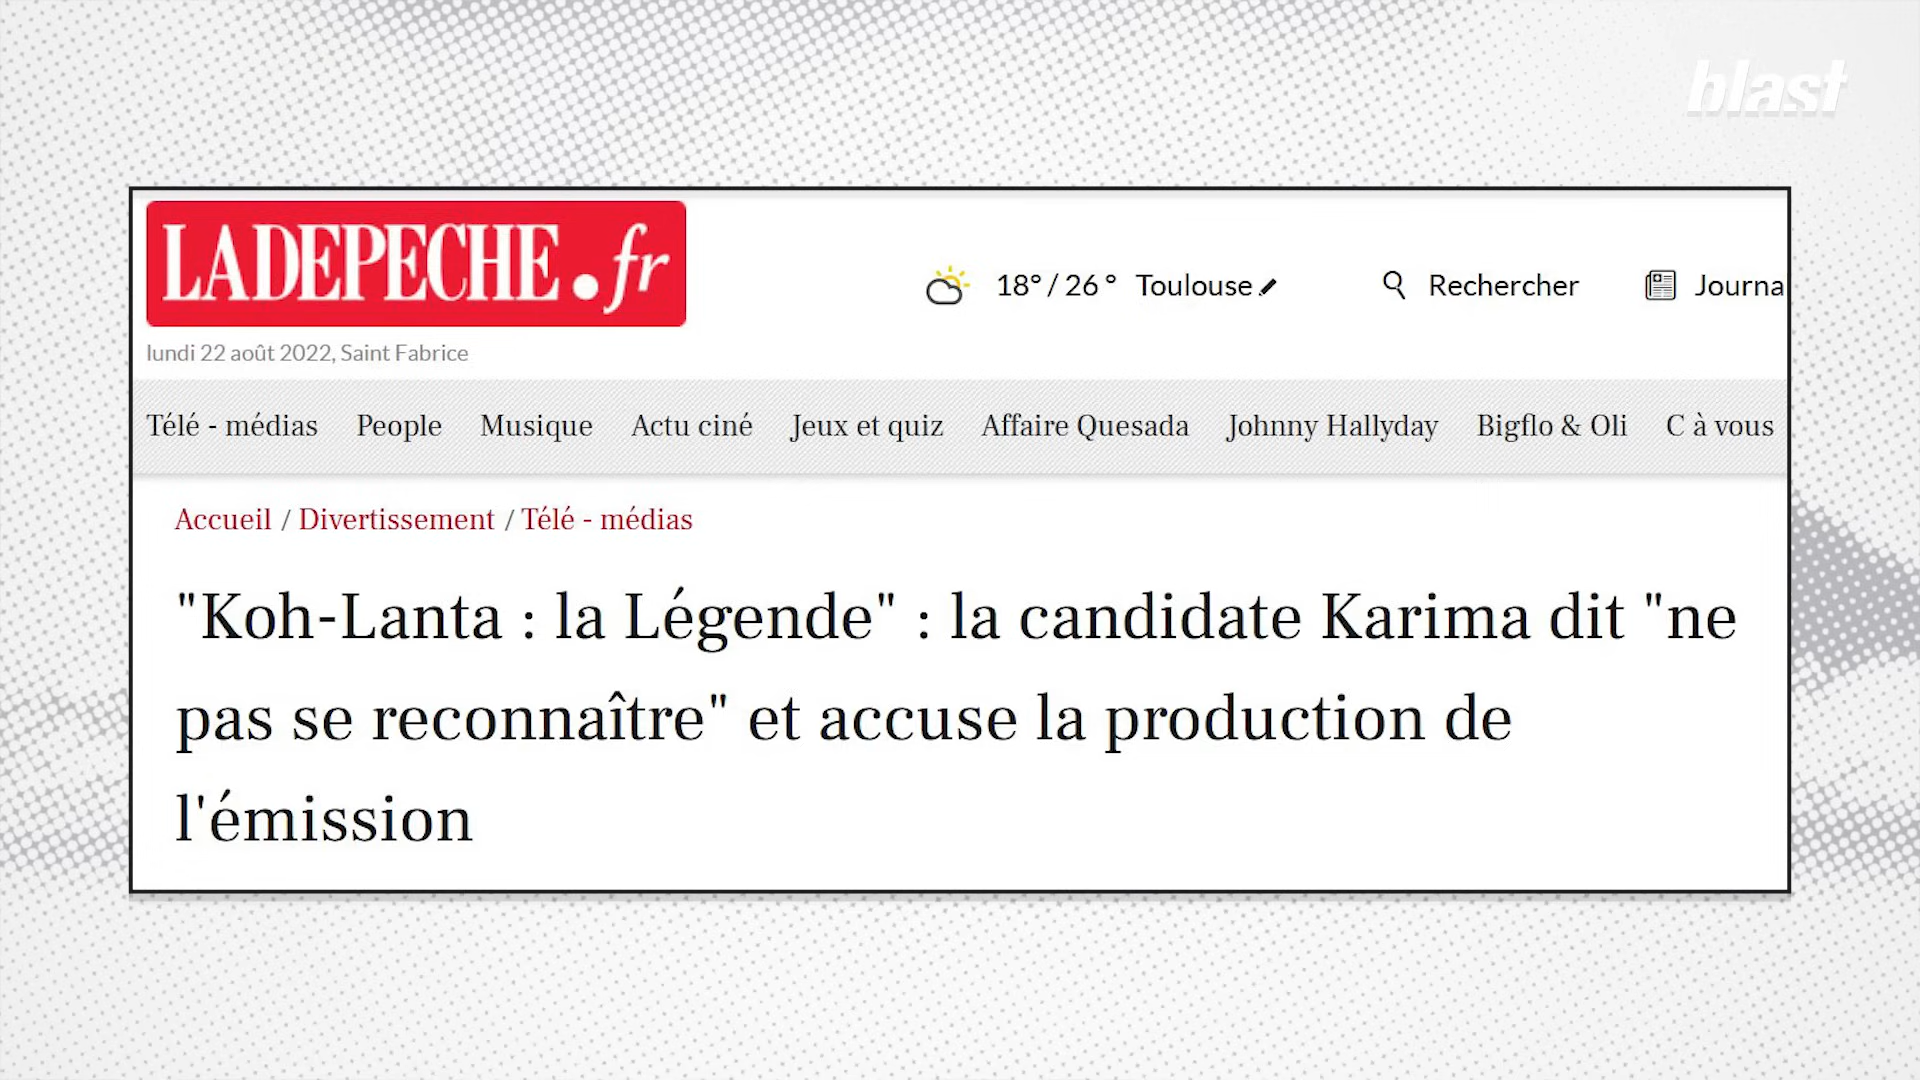 blast
LADEPECHE.fr
18° / 26 ° Toulouse
Rechercher
Journa
lundi 22 août 2022, Saint Fabrice
Télé - médias People Musique Actu ciné Jeux et quiz Affaire Quesada Johnny Hallyday Bigflo & Oli C à vous
Accueil / Divertissement / Télé - médias
"Koh-Lanta : la Légende" : la candidate Karima dit "ne
pas se reconnaître" et accuse la production de
l'émission